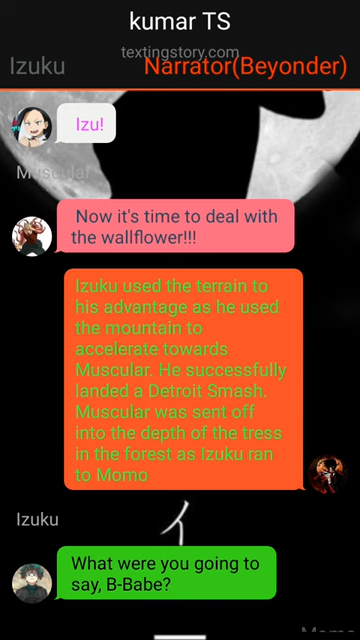 kumar TS
textingstory.com
Izuku
Narrator(Beyonder)
Izu!
Muscular
Now it's time to deal with
the wallflower!!!
Izuku used the terrain to
his advantage as he used
the mountain to
accelerate towards
Muscular. He successfully
landed a Detroit Smash.
Muscular was sent off
into the depth of the tress
in the forest as Izuku ran
to Momo
イ
Izuku
What were you going to
say, B-Babe?
Momo